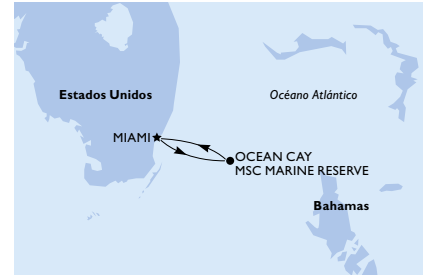 Estados Unidos
Océano Atlántico
MIAMI
OCEAN CAY
MSC MARINE RESERVE
Bahamas